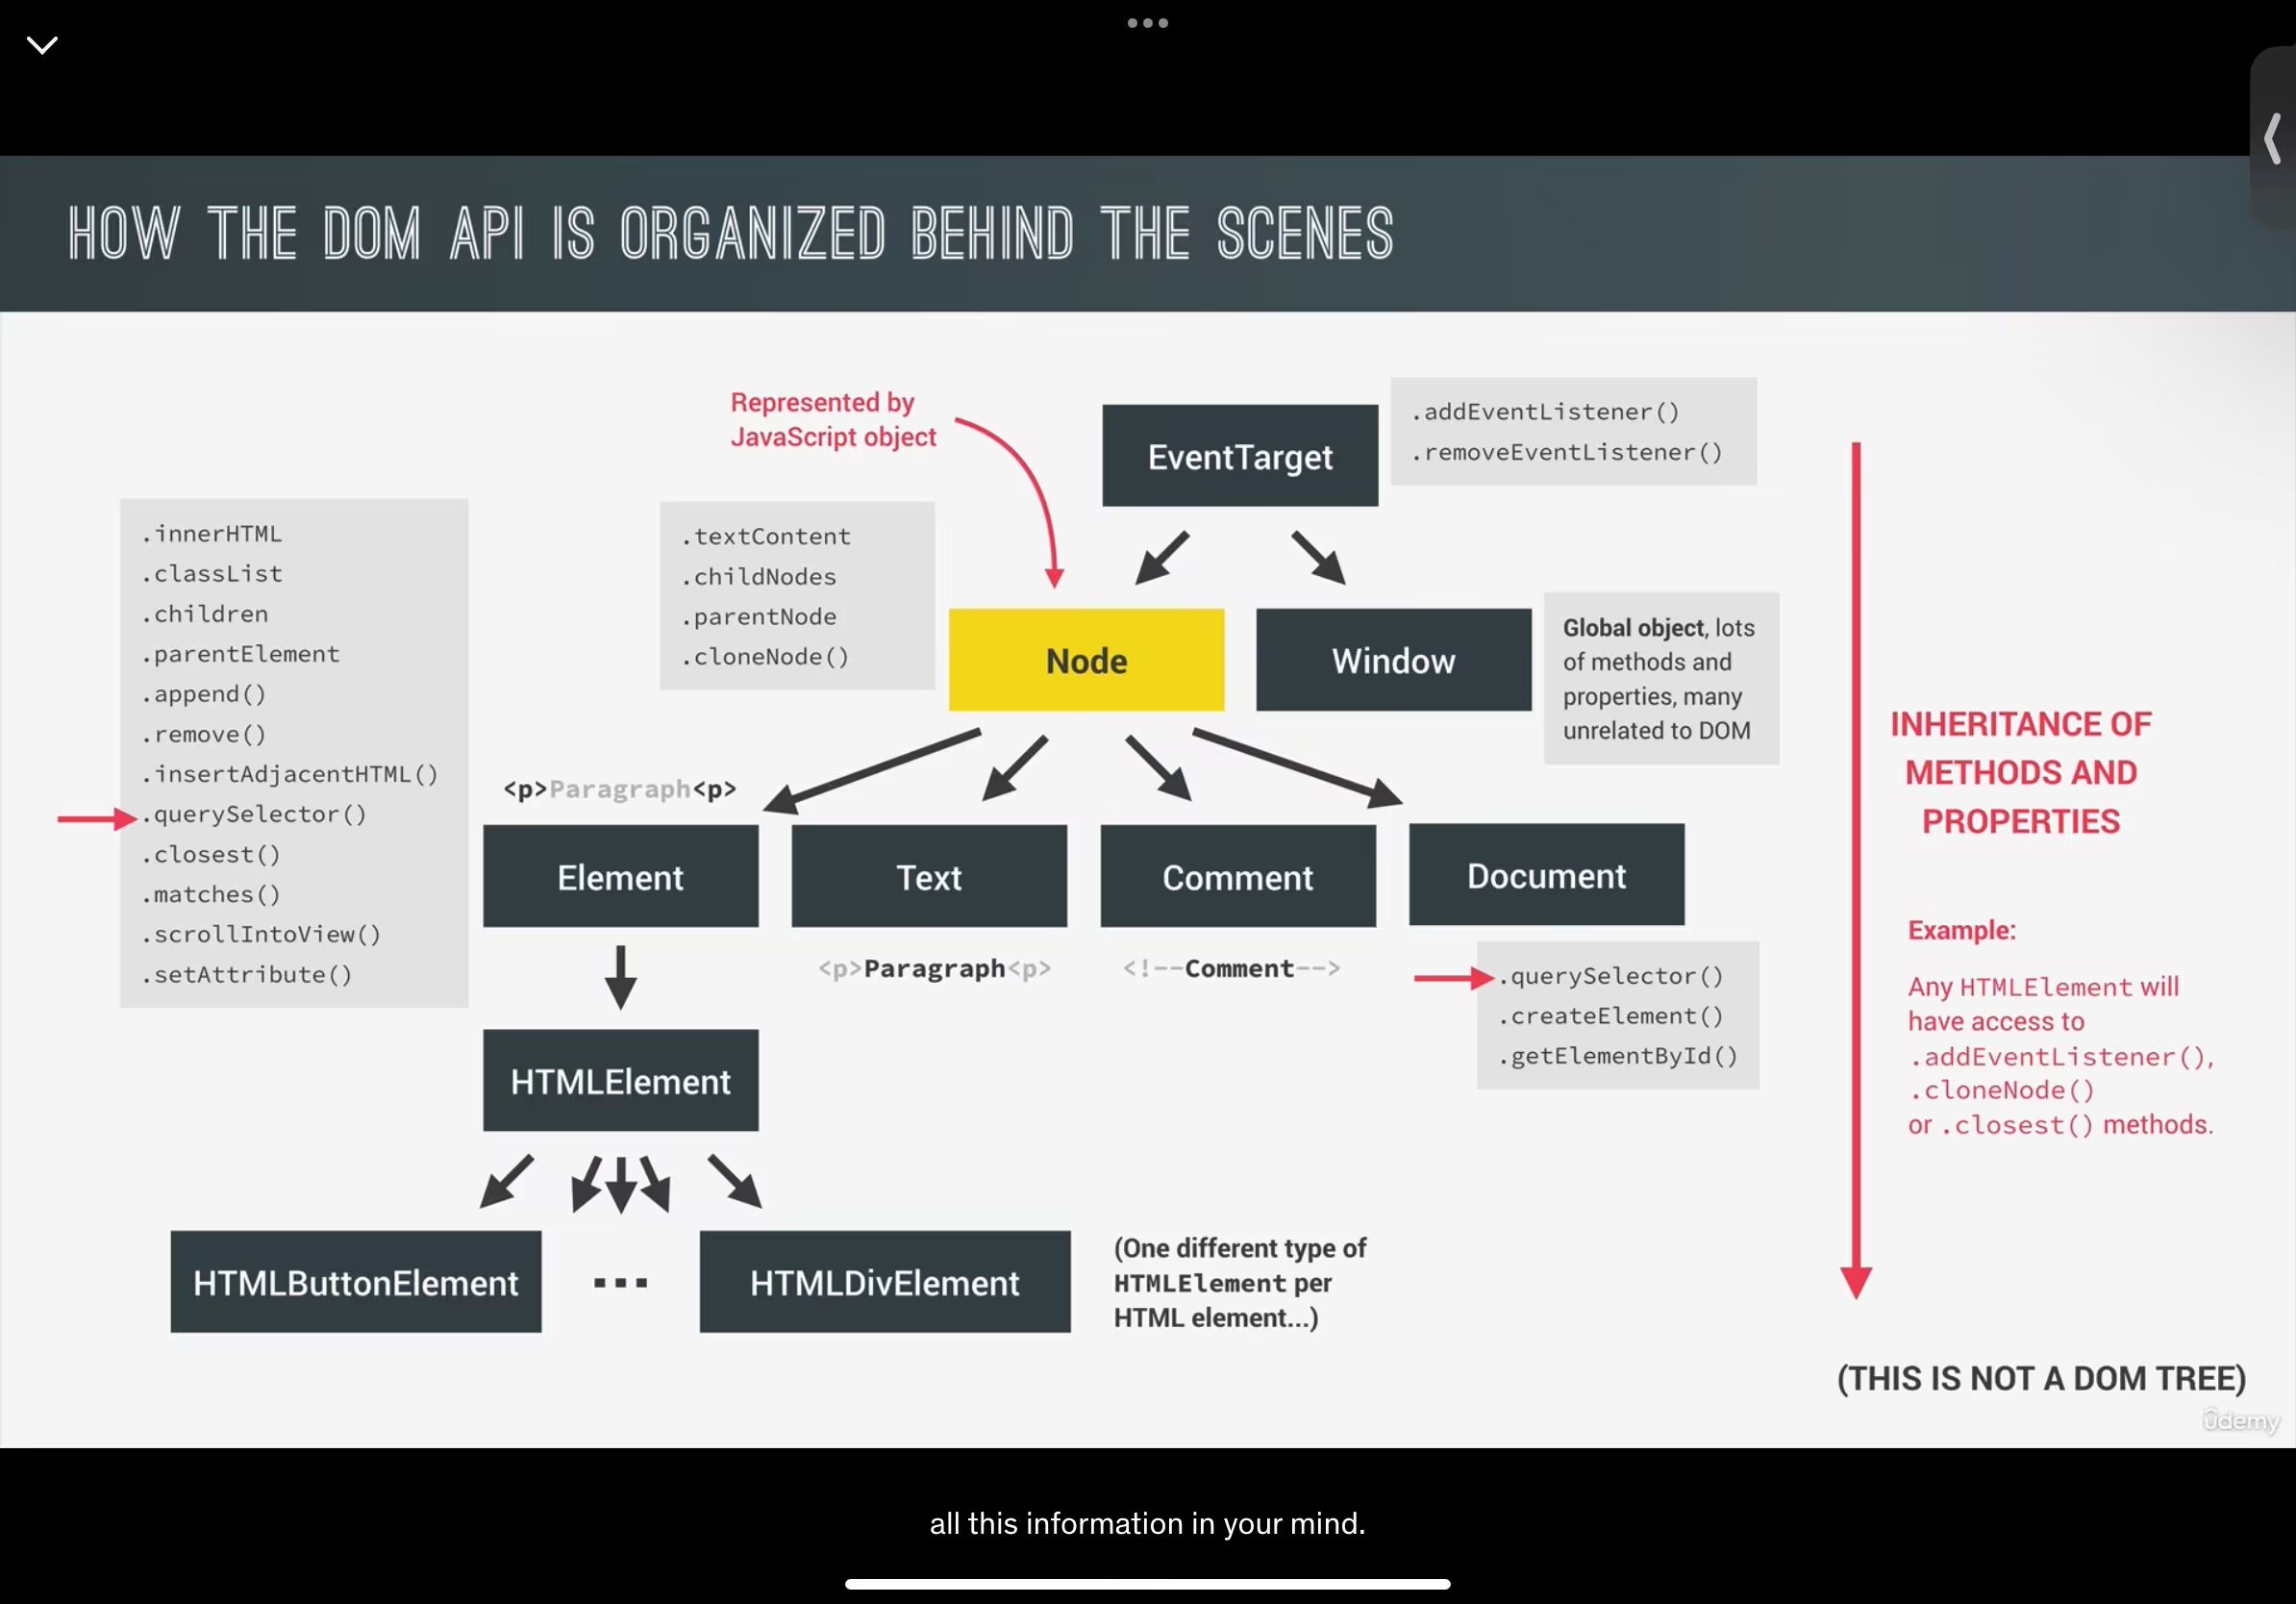 HOW THE DOM API IS ORGANIZED BEHIND THE SCENES
Represented by
JavaScript object
EventTarget
.addEventListener()
.removeEventListener()
.innerHTML
.classList
.children
.parentElement
.append()
.remove()
.insertAdjacentHTML()
.querySelector()
.closest()
.matches()
.scrollIntoView()
.setAttribute()
.textContent
.childNodes
.parentNode
.cloneNode()
Node
Window
Global object, lots
of methods and
properties, many
unrelated to DOM
<p>Paragraph<p>
Element
Text
Comment
Document
<p>Paragraph<p>
<!--Comment-->
.querySelector()
.createElement()
.getElementById()
HTMLElement
HTMLButtonElement
...
HTMLDivElement
(One different type of
HTMLElement per
HTML element...)
INHERITANCE OF
METHODS AND
PROPERTIES
Example:
Any HTMLElement will
have access to
.addEventListener(),
.cloneNode()
or .closest() methods.
(THIS IS NOT A DOM TREE)
ûdemy
all this information in your mind.